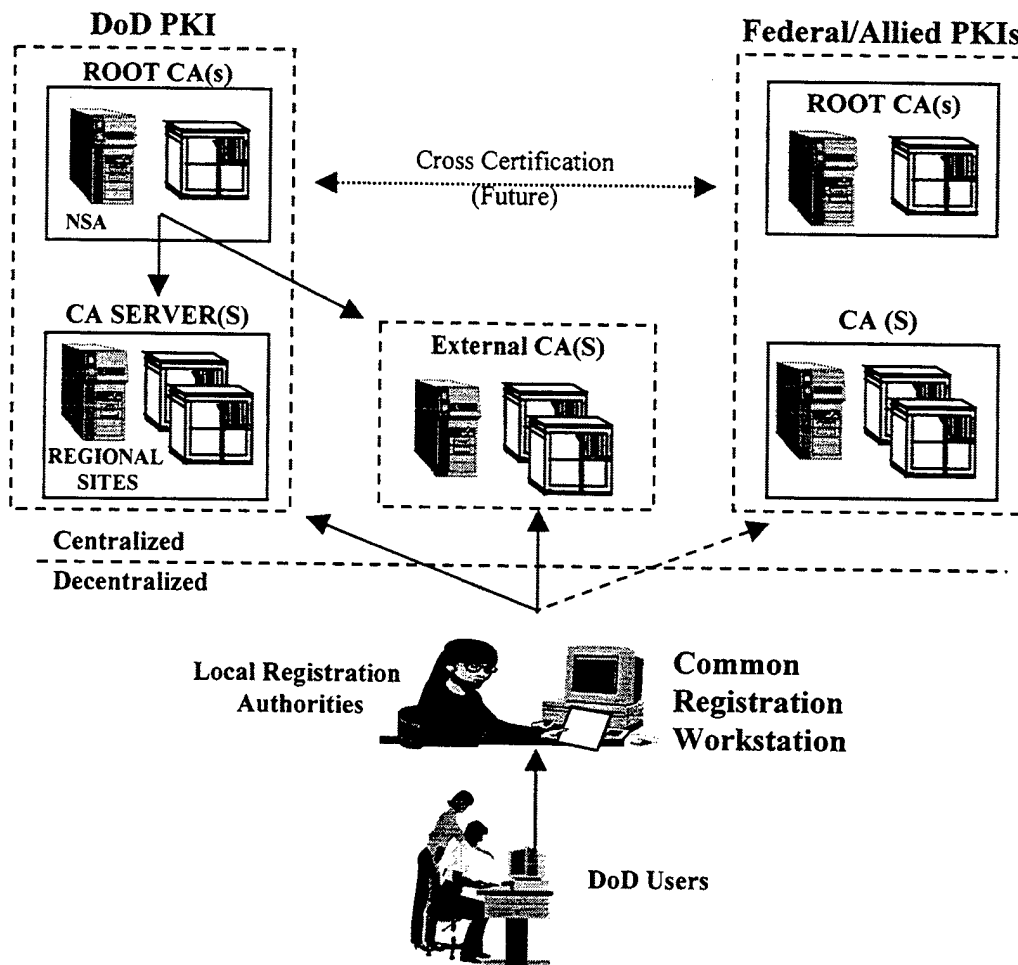 DoD PKI
Federal/Allied PKIs
ROOT CA(s)
ROOT CA(s)
NSA
Cross Certification
(Future)
CA SERVER(S)
External CA(S)
CA (S)
REGIONAL
SITES
Centralized
Decentralized
Local Registration
Authorities
Common
Registration
Workstation
DoD Users